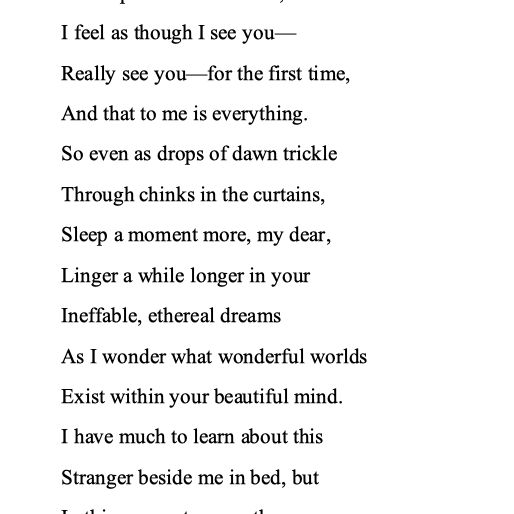 I feel as though I see you—
Really see you—for the first time,
And that to me is everything.
So even as drops of dawn trickle
Through chinks in the curtains,
Sleep a moment more, my dear,
Linger a while longer in your
Ineffable, ethereal dreams
As I wonder what wonderful worlds
Exist within your beautiful mind.
I have much to learn about this
Stranger beside me in bed, but